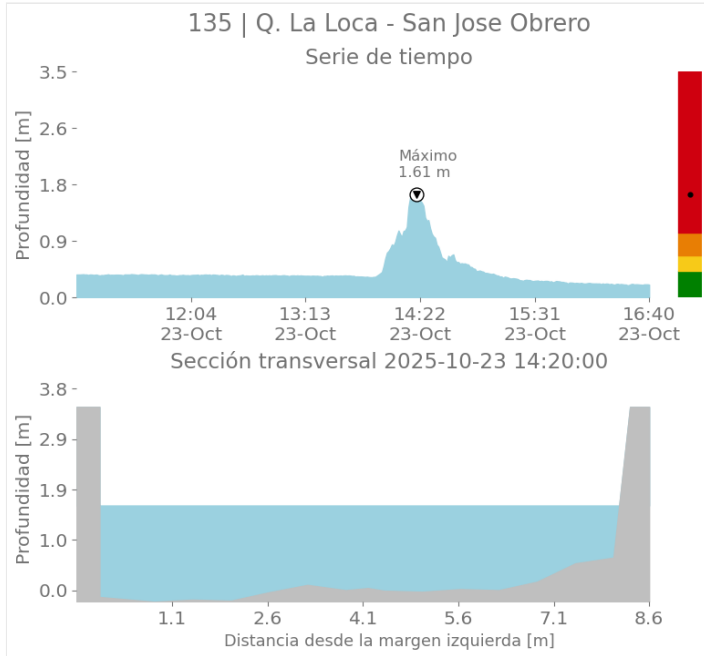 135 | Q. La Loca - San Jose Obrero
Serie de tiempo
Profundidad [m]
3.5
2.6
1.8
0.9
0.0
Máximo
1.61 m
12:04 13:13 14:22 15:31 16:40
23-Oct 23-Oct 23-Oct 23-Oct 23-Oct
Sección transversal 2025-10-23 14:20:00
Profundidad [m]
3.8
2.9
1.9
1.0
0.0
1.1 2.6 4.1 5.6 7.1 8.6
Distancia desde la margen izquierda [m]